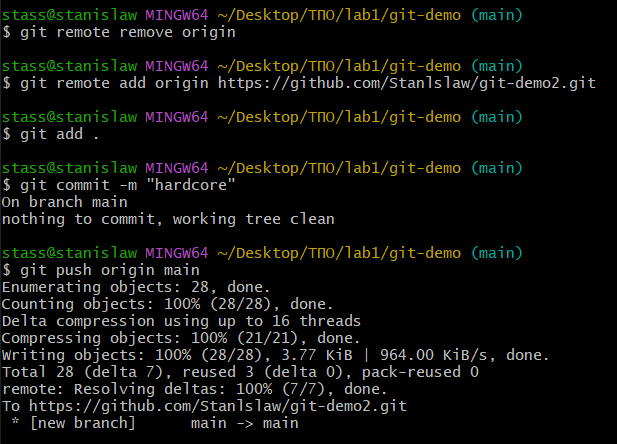 stass@stanislaw MINGW64 ~/Desktop/ТПО/lab1/git-demo (main)
$ git remote remove origin
stass@stanislaw MINGW64 ~/Desktop/ТПО/lab1/git-demo (main)
$ git remote add origin https://github.com/Stanlslaw/git-demo2.git
stass@stanislaw MINGW64 ~/Desktop/ТПО/lab1/git-demo (main)
$ git add .
stass@stanislaw MINGW64 ~/Desktop/ТПО/lab1/git-demo (main)
$ git commit -m "hardcore"
On branch main
nothing to commit, working tree clean
stass@stanislaw MINGW64 ~/Desktop/ТПО/lab1/git-demo (main)
$ git push origin main
Enumerating objects: 28, done.
Counting objects: 100% (28/28), done.
Delta compression using up to 16 threads
Compressing objects: 100% (21/21), done.
Writing objects: 100% (28/28), 3.77 KiB | 964.00 KiB/s, done.
Total 28 (delta 7), reused 3 (delta 0), pack-reused 0
remote: Resolving deltas: 100% (7/7), done.
To https://github.com/Stanlslaw/git-demo2.git
 * [new branch]      main -> main